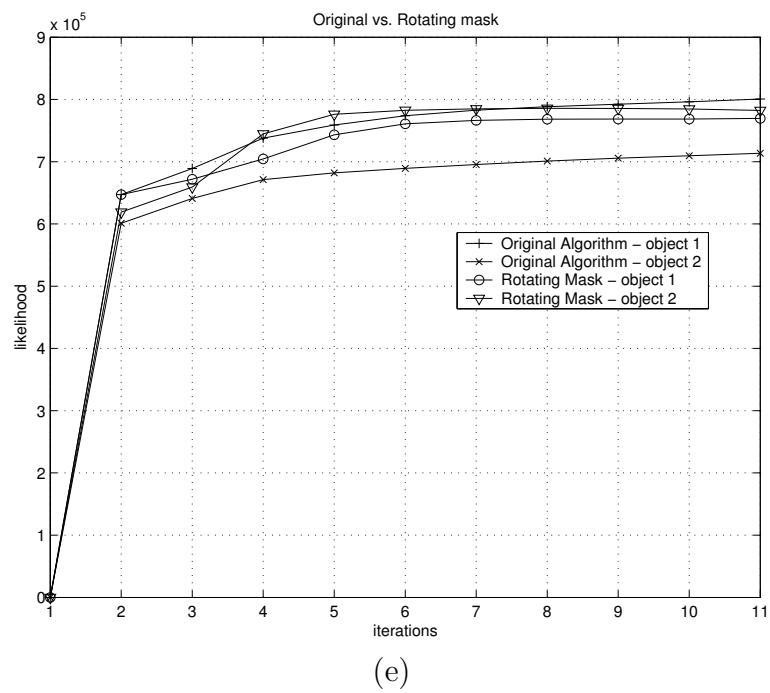 Original vs. Rotating mask
x 10^5
9
8
7
6
5
4
3
2
1
0
likelihood
Original Algorithm – object 1
Original Algorithm – object 2
Rotating Mask – object 1
Rotating Mask – object 2
1 2 3 4 5 6 7 8 9 10 11
iterations
(e)